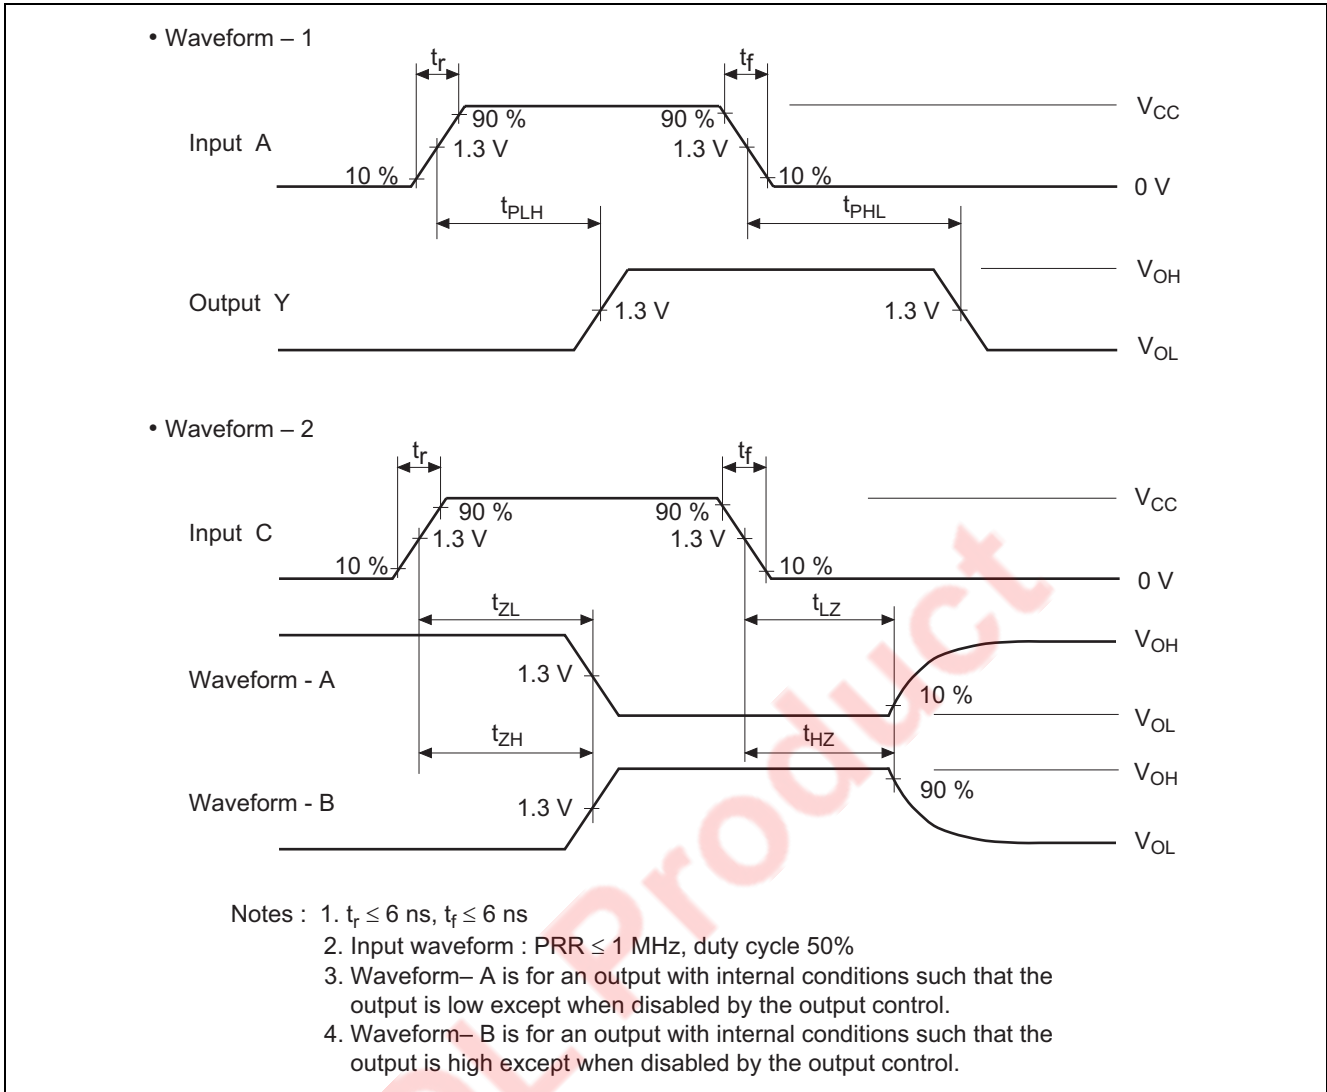 • Waveform – 1
tr
tf
VCC
90 %
90 %
Input A
1.3 V
1.3 V
10 %
10 %
0 V
tPLH
tPHL
VOH
Output Y
1.3 V
1.3 V
VOL
• Waveform – 2
tr
tf
VCC
90 %
90 %
Input C
1.3 V
1.3 V
10 %
10 %
0 V
tZL
tLZ
VOH
1.3 V
Waveform - A
10 %
VOL
tZH
tHZ
VOH
90 %
Waveform - B
1.3 V
VOL
Notes : 1. tr ≤ 6 ns, tf ≤ 6 ns
2. Input waveform : PRR ≤ 1 MHz, duty cycle 50%
3. Waveform– A is for an output with internal conditions such that the
output is low except when disabled by the output control.
4. Waveform– B is for an output with internal conditions such that the
output is high except when disabled by the output control.
OL Product